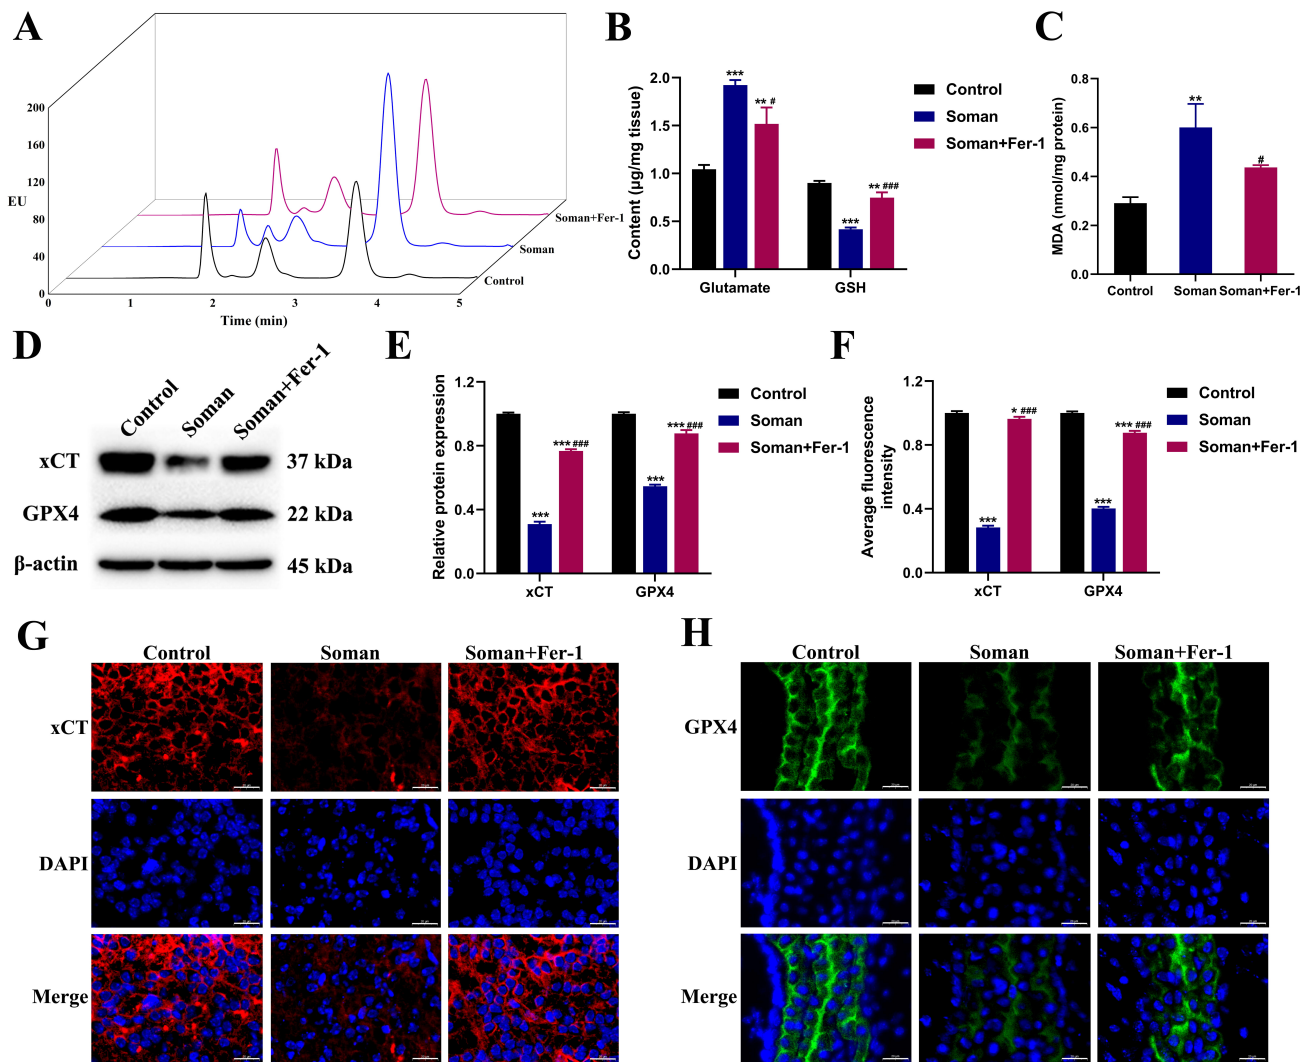 A
200
160
120
EU
80
40
0
0 1 2 3 4 5
Time (min)
Soman+Fer-1
Soman
Control
B
2.0
1.5
1.0
0.5
0.0
Content (μg/mg tissue)
***
** #
***
** ###
Glutamate GSH
Control
Soman
Soman+Fer-1
C
0.8
0.6
0.4
0.2
0.0
MDA (nmol/mg protein)
**
#
Control Soman Soman+Fer-1
D
Control Soman Soman+Fer-1
xCT 37 kDa
GPX4 22 kDa
β-actin 45 kDa
E
1.2
0.8
0.4
0.0
Relative protein expression
***
*** ###
***
*** ###
xCT GPX4
Control
Soman
Soman+Fer-1
F
1.2
0.8
0.4
0.0
Average fluorescence
intensity
***
* ###
***
*** ###
xCT GPX4
Control
Soman
Soman+Fer-1
G
Control Soman Soman+Fer-1
xCT
DAPI
Merge
H
Control Soman Soman+Fer-1
GPX4
DAPI
Merge